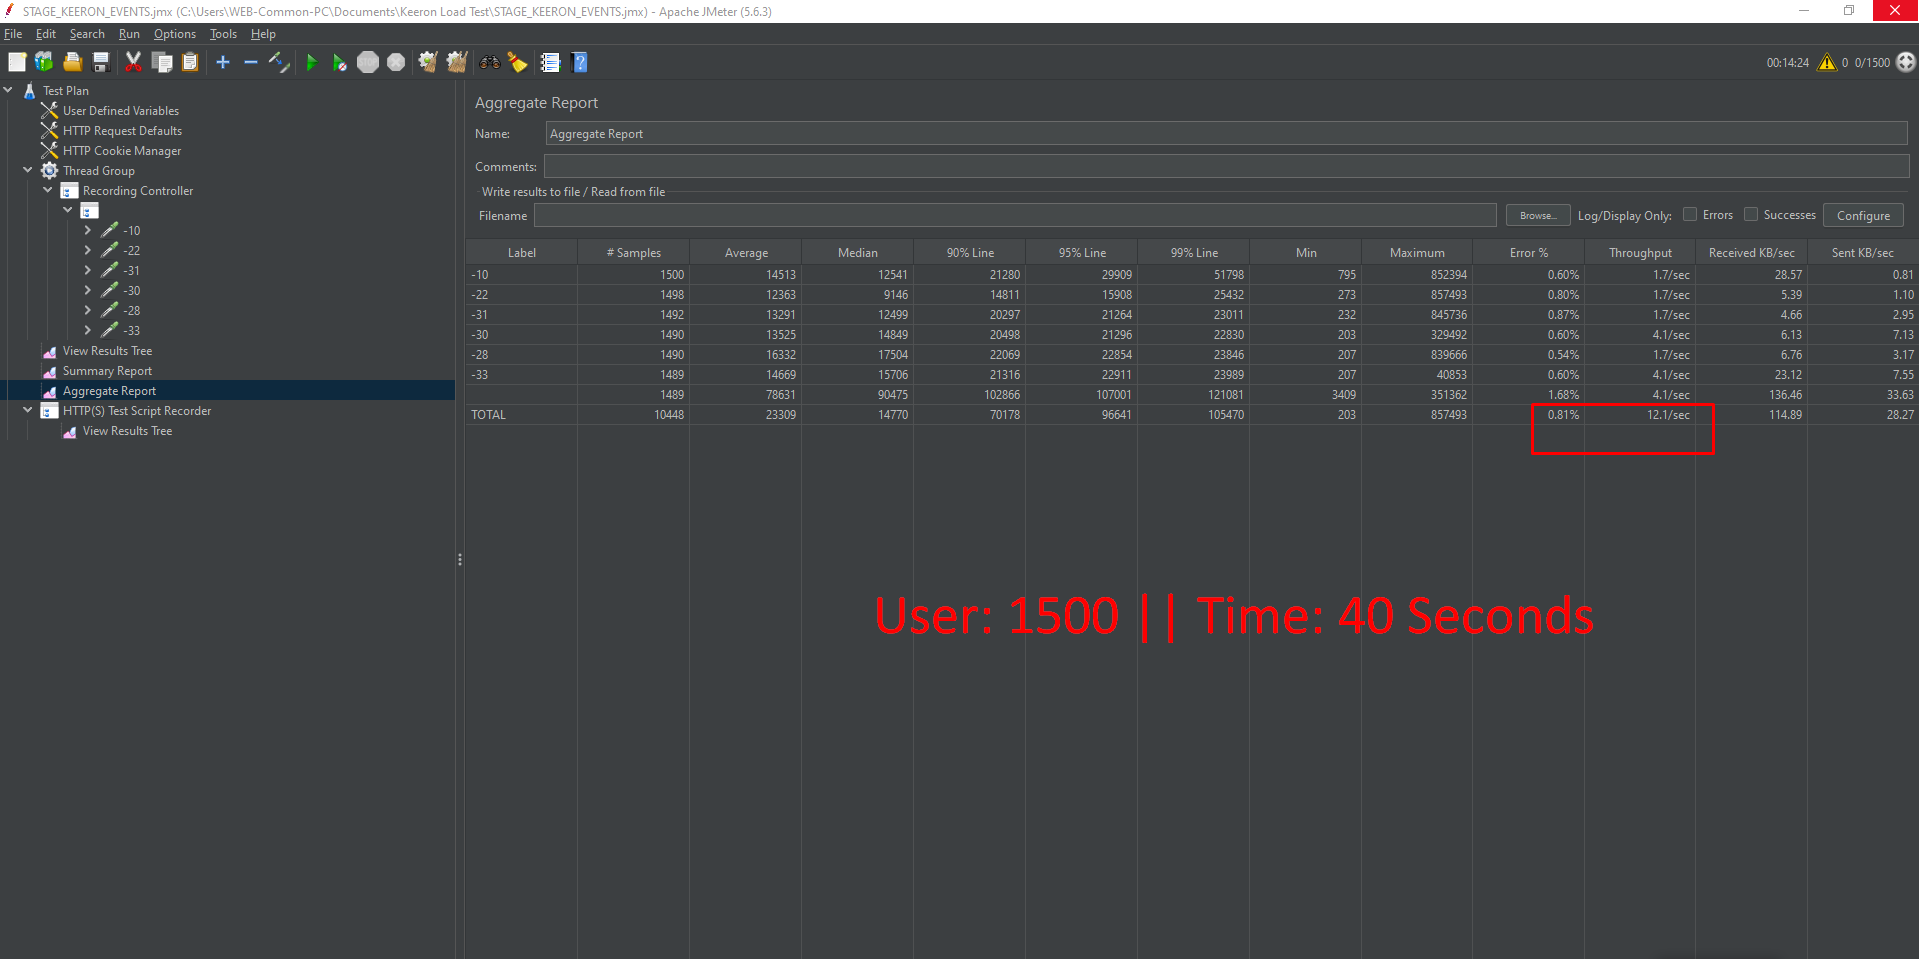 STAGE_KEERON_EVENTS.jmx (C:\Users\WEB-Common-PC\Documents\Keeron Load Test\STAGE_KEERON_EVENTS.jmx) - Apache JMeter (5.6.3)
File Edit Search Run Options Tools Help
00:14:24 0 0/1500
Test Plan
User Defined Variables
HTTP Request Defaults
HTTP Cookie Manager
Thread Group
Recording Controller
-10
-22
-31
-30
-28
-33
View Results Tree
Summary Report
Aggregate Report
HTTP(S) Test Script Recorder
View Results Tree
Aggregate Report
Name: Aggregate Report
Comments:
Write results to file / Read from file
Filename Browse... Log/Display Only: Errors Successes Configure
Label # Samples Average Median 90% Line 95% Line 99% Line Min Maximum Error % Throughput Received KB/sec Sent KB/sec
-10 1500 14513 12541 21280 29909 51798 795 852394 0.60% 1.7/sec 28.57 0.81
-22 1498 12363 9146 14811 15908 25432 273 857493 0.80% 1.7/sec 5.39 1.10
-31 1492 13291 12499 20297 21264 23011 232 845736 0.87% 1.7/sec 4.66 2.95
-30 1490 13525 14849 20498 21296 22830 203 329492 0.60% 4.1/sec 6.13 7.13
-28 1490 16332 17504 22069 22854 23846 207 839666 0.54% 1.7/sec 6.76 3.17
-33 1489 14669 15706 21316 22911 23989 207 40853 0.60% 4.1/sec 23.12 7.55
1489 78631 90475 102866 107001 121081 3409 351362 1.68% 4.1/sec 136.46 33.63
TOTAL 10448 23309 14770 70178 96641 105470 203 857493 0.81% 12.1/sec 114.89 28.27
User: 1500 || Time: 40 Seconds